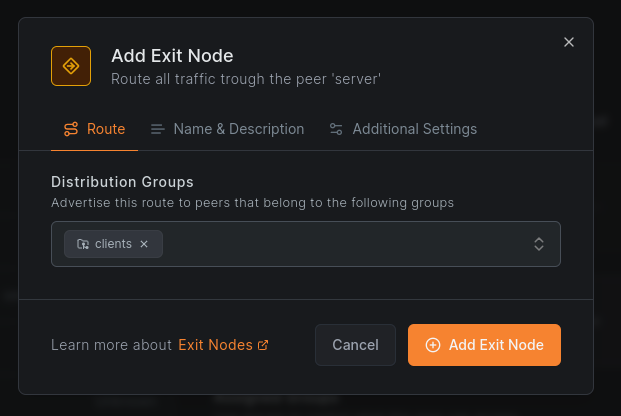 Add Exit Node
Route all traffic trough the peer 'server'
Route
Name & Description
Additional Settings
Distribution Groups
Advertise this route to peers that belong to the following groups
clients
Learn more about Exit Nodes
Cancel
Add Exit Node